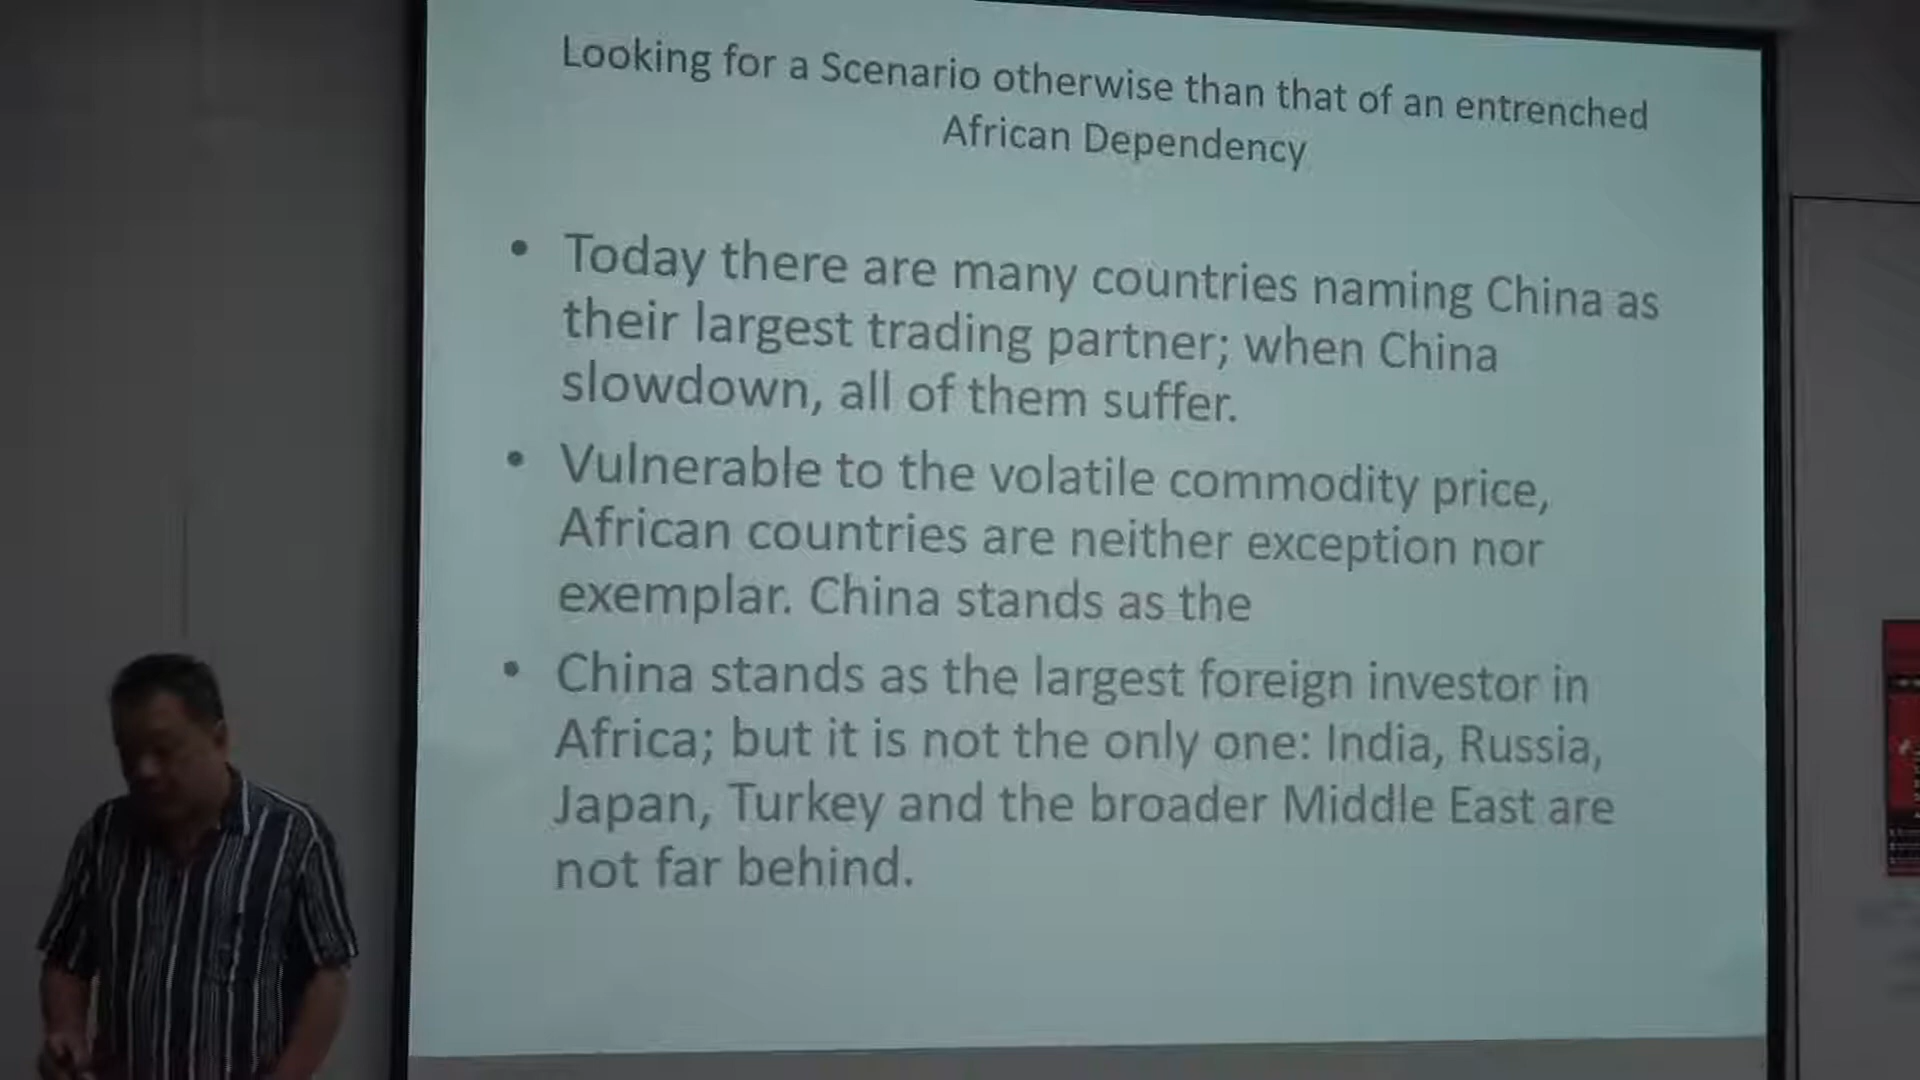 Looking for a Scenario otherwise than that of an entrenched
African Dependency
• Today there are many countries naming China as
their largest trading partner; when China
slowdown, all of them suffer.
• Vulnerable to the volatile commodity price,
African countries are neither exception nor
exemplar. China stands as the
• China stands as the largest foreign investor in
Africa; but it is not the only one: India, Russia,
Japan, Turkey and the broader Middle East are
not far behind.